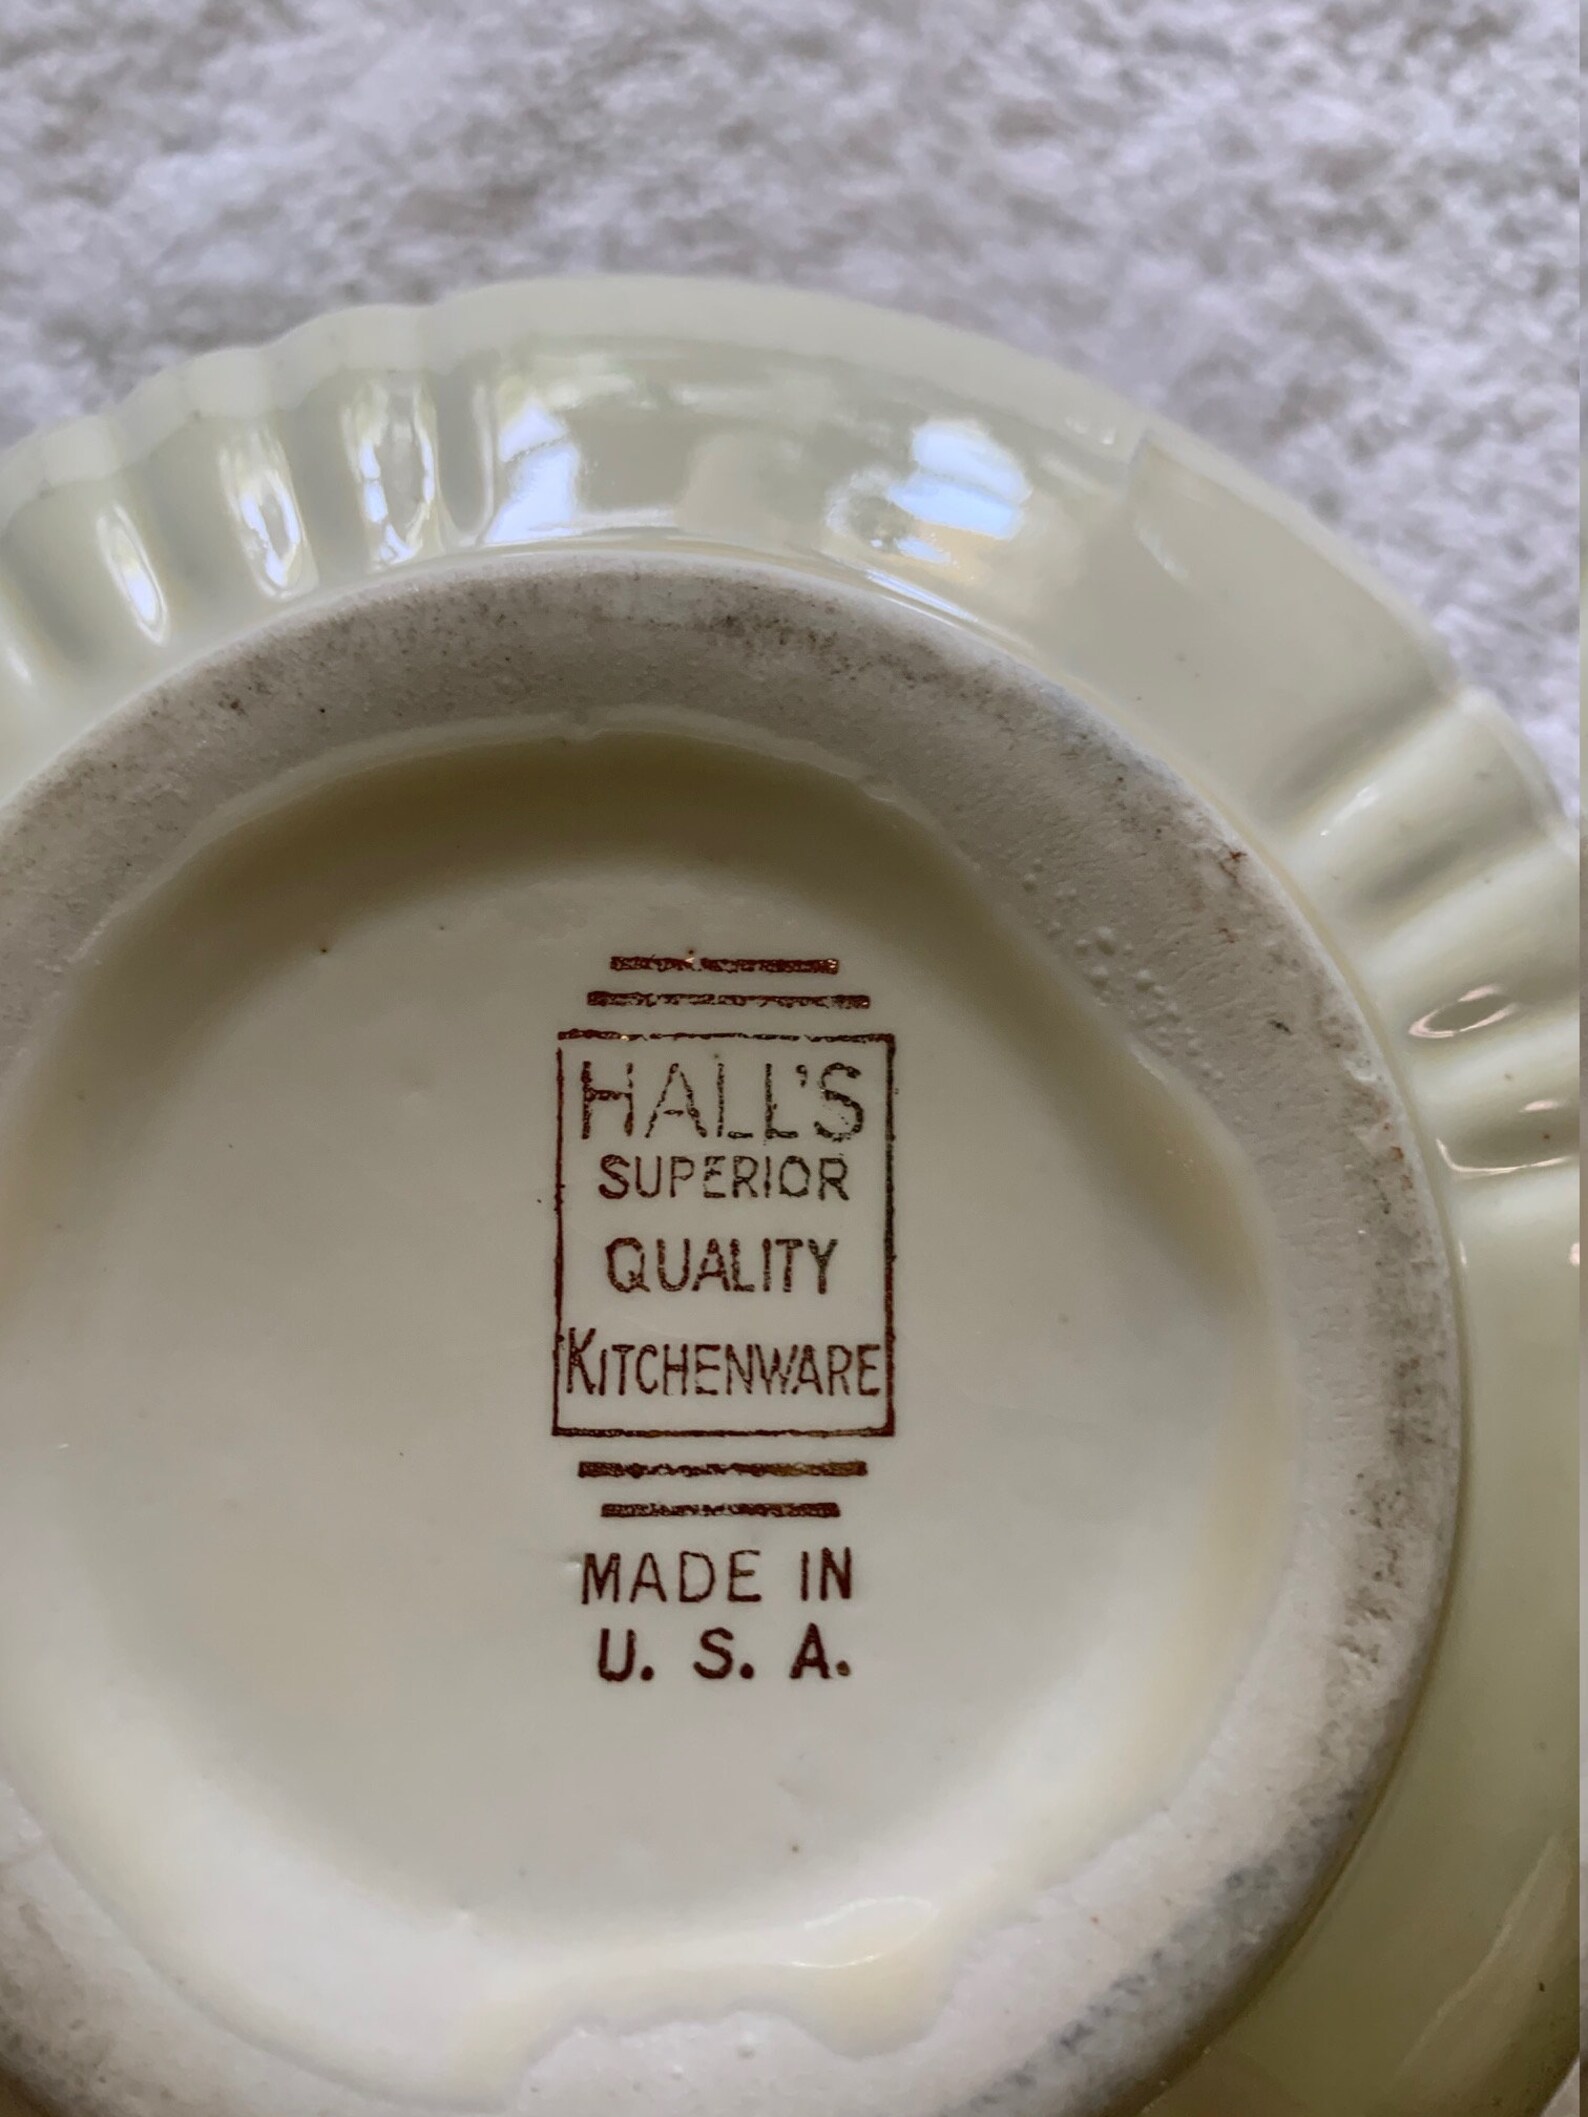 HALL'S
SUPERIOR
QUALITY
KITCHENWARE
MADE IN
U. S. A.